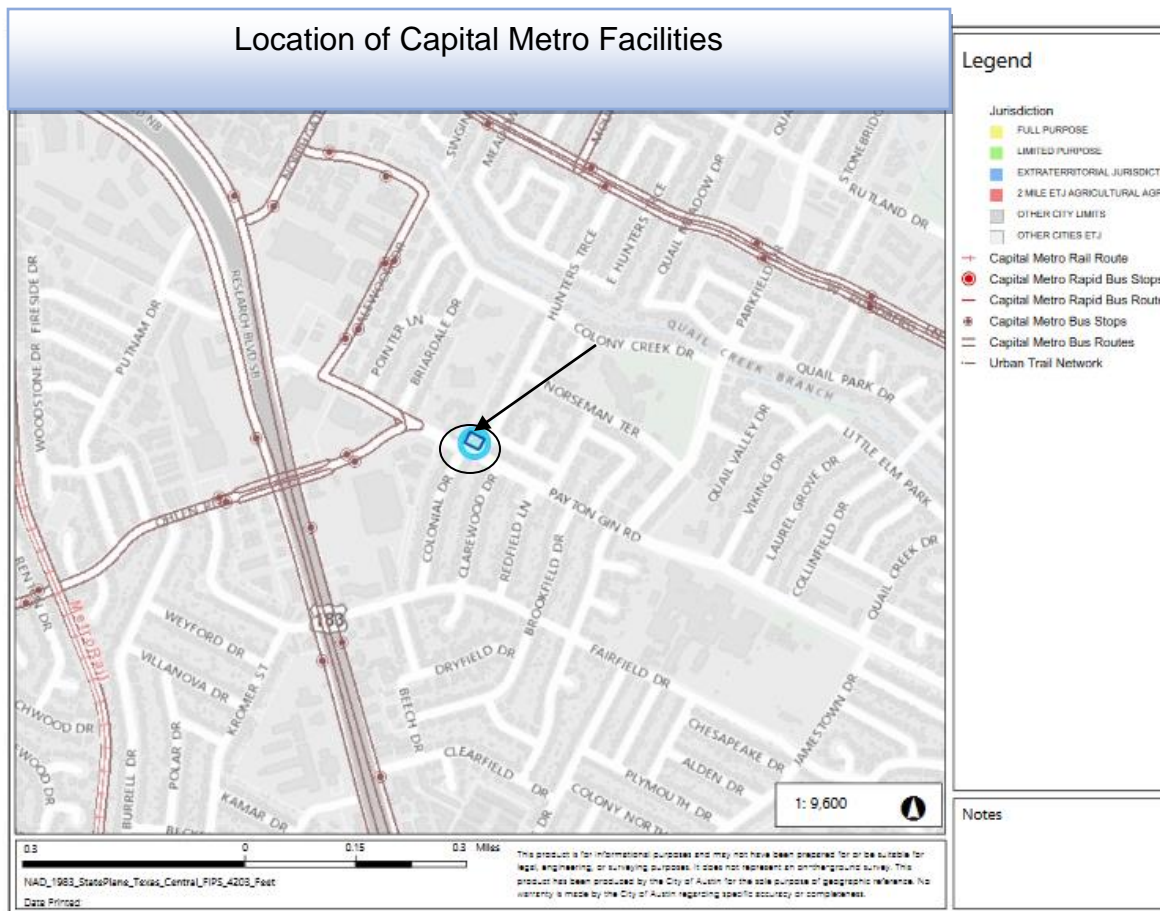 Location of Capital Metro Facilities
Legend
Jurisdiction
FULL PURPOSE
LIMITED PURPOSE
EXTRATERRITORIAL JURISDICT
2 MILE ETJ AGRICULTURAL AGR
OTHER CITY LIMITS
OTHER CITIES ETJ
Capital Metro Rail Route
Capital Metro Rapid Bus Stops
Capital Metro Rapid Bus Route
Capital Metro Bus Stops
Capital Metro Bus Routes
Urban Trail Network
Notes
STONEBRIDG
RUTLAND DR
QUAIL MEADOW DR
E HUNTERS TRCE
HUNTERS TRCE
PARKFIELD
WOODSTONE DR
FIRESIDE DR
PUTNAM DR
RESEARCH BLVD SB
POINTER LN
BRIARDALE DR
COLONY CREEK DR
QUAIL CREEK BRANCH
QUAIL PARK DR
NORSEMAN TER
QUAIL VALLEY DR
VIKING DR
LAUREL GROVE DR
COLLINFIELD DR
LITTLE ELM PARK
QUAIL CREEK DR
PAYTON GIN RD
COLONIAL DR
CLAREWOOD DR
REDFIELD LN
BROOKFIELD DR
OHLEN RD
MetroRail
183
WEYFORD DR
VILLANOVA DR
KROMER ST
POLAR DR
BURRELL DR
KAMAR DR
DRYFIELD DR
FAIRFIELD DR
BEECH DR
CLEARFIELD DR
CHESAPEAKE DR
ALDEN DR
JAMESTOWN DR
PLYMOUTH DR
COLONY NORTH
1: 9,600
0.3 0 0.15 0.3 Miles
NAD_1983_StatePlane_Texas_Central_FIPS_4203_Feet
Date Printed:
This product is for informational purposes and may not have been prepared for or be suitable for
legal, engineering, or surveying purposes. It does not represent an on-the-ground survey. This
product has been produced by the City of Austin for the sole purpose of geographic reference. No
warranty is made by the City of Austin regarding specific accuracy or completeness.